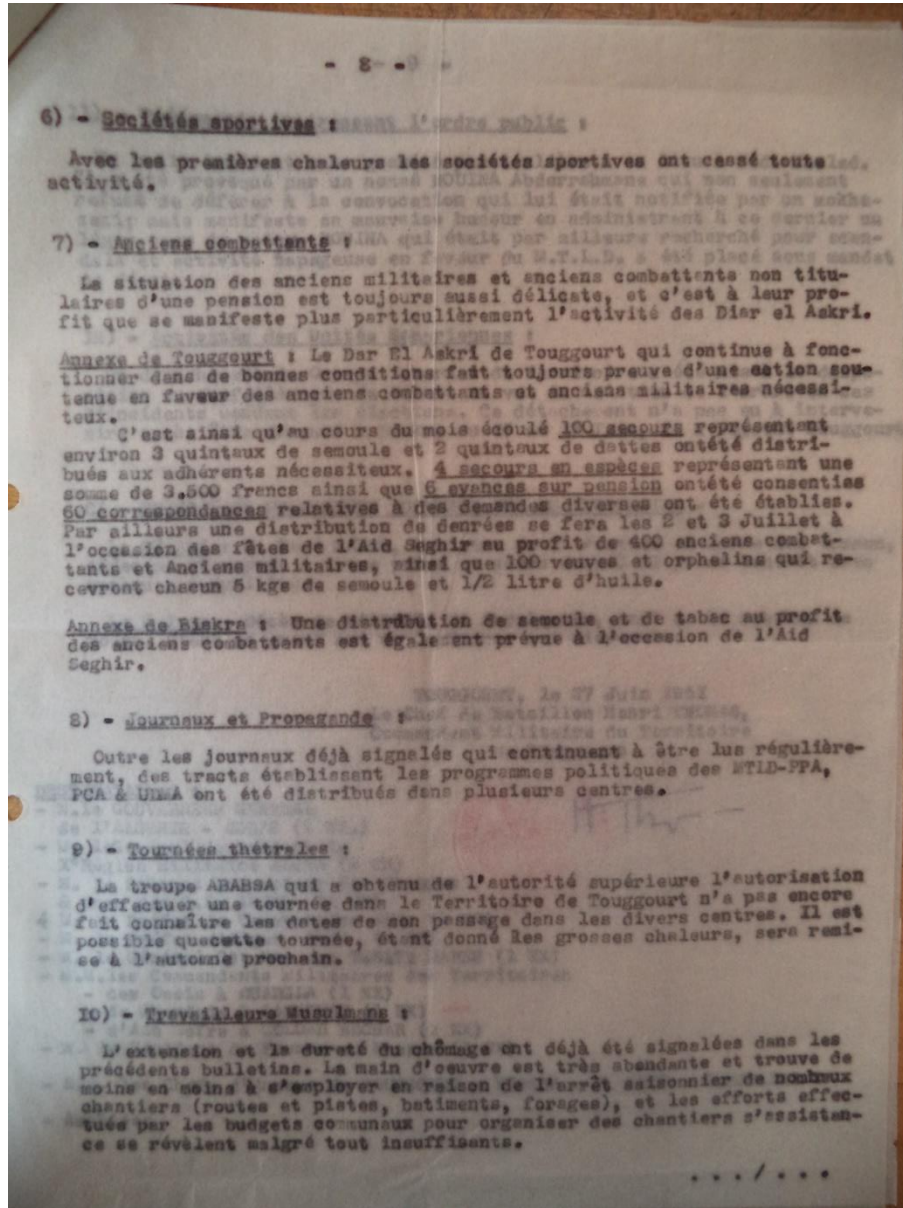 - 8 -
6) - Sociétés sportives :
Avec les premières chaleurs les sociétés sportives ont cessé toute
activité.
7) - Anciens combattants :
La situation des anciens militaires et anciens combattants non titu-
laires d'une pension est toujours aussi délicate, et c'est à leur pro-
fit que se manifeste plus particulièrement l'activité des Diar el Askri.
Annexe de Touggourt : Le Dar El Askri de Touggourt qui continue à fonc-
tionner dans de bonnes conditions fait toujours preuve d'une action sou-
tenue en faveur des anciens combattants et anciens militaires nécessi-
teux.
C'est ainsi qu'au cours du mois écoulé 100 secours représentant
environ 3 quintaux de semoule et 2 quintaux de dattes ontété distri-
bués aux adhérents nécessiteux. 4 secours en espèces représentant une
somme de 3.500 francs ainsi que 6 avances sur pension ontété consenties
60 correspondances relatives à des demandes diverses ont été établies.
Par ailleurs une distribution de denrées se fera les 2 et 3 Juillet à
l'occasion des fêtes de l'Aid Seghir au profit de 400 anciens combat-
tants et Anciens militaires, ainsi que 100 veuves et orphelins qui re-
cevront chacun 5 kgs de semoule et 1/2 litre d'huile.
Annexe de Biskra : Une distribution de semoule et de tabac au profit
des anciens combattants est également prévue à l'occasion de l'Aid
Seghir.
8) - Journaux et Propagande :
Outre les journaux déjà signalés qui continuent à être lus régulière-
ment, des tracts établissant les programmes politiques des MTLD-PPA,
PCA & UDMA ont été distribués dans plusieurs centres.
9) - Tournées thétrales :
La troupe ABABSA qui a obtenu de l'autorité supérieure l'autorisation
d'effectuer une tournée dans le Territoire de Touggourt n'a pas encore
fait connaître les dates de son passage dans les divers centres. Il est
possible quecette tournée, étant donné les grosses chaleurs, sera remi-
se à l'automne prochain.
10) - Travailleurs Musulmans :
L'extension et la dureté du chômage ont déjà été signalées dans les
précédents bulletins. La main d'oeuvre est très abondante et trouve de
moins en moins à s'employer en raison de l'arrêt saisonnier de nombreux
chantiers (routes et pistes, batiments, forages), et les efforts effec-
tués par les budgets communaux pour organiser des chantiers s'assistan-
ce se révèlent malgré tout insuffisants.
.../...